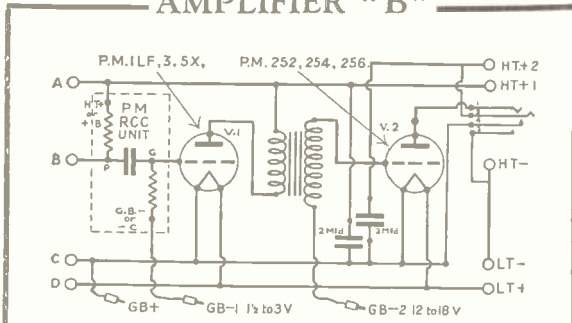 AMPLIFIER "B"
P.M.1LF, 3.5X,
P.M. 252, 254, 256.
HT+2
HT+1
A
HT+
or
+B
PM
RCC
UNIT
V.1
V.2
B
P
G
HT-
G.B.-
or
-C
2Mfd
2Mfd
C
LT-
D
LT+
GB+
GB-1 1½ to 3V
GB-2 12 to 18V